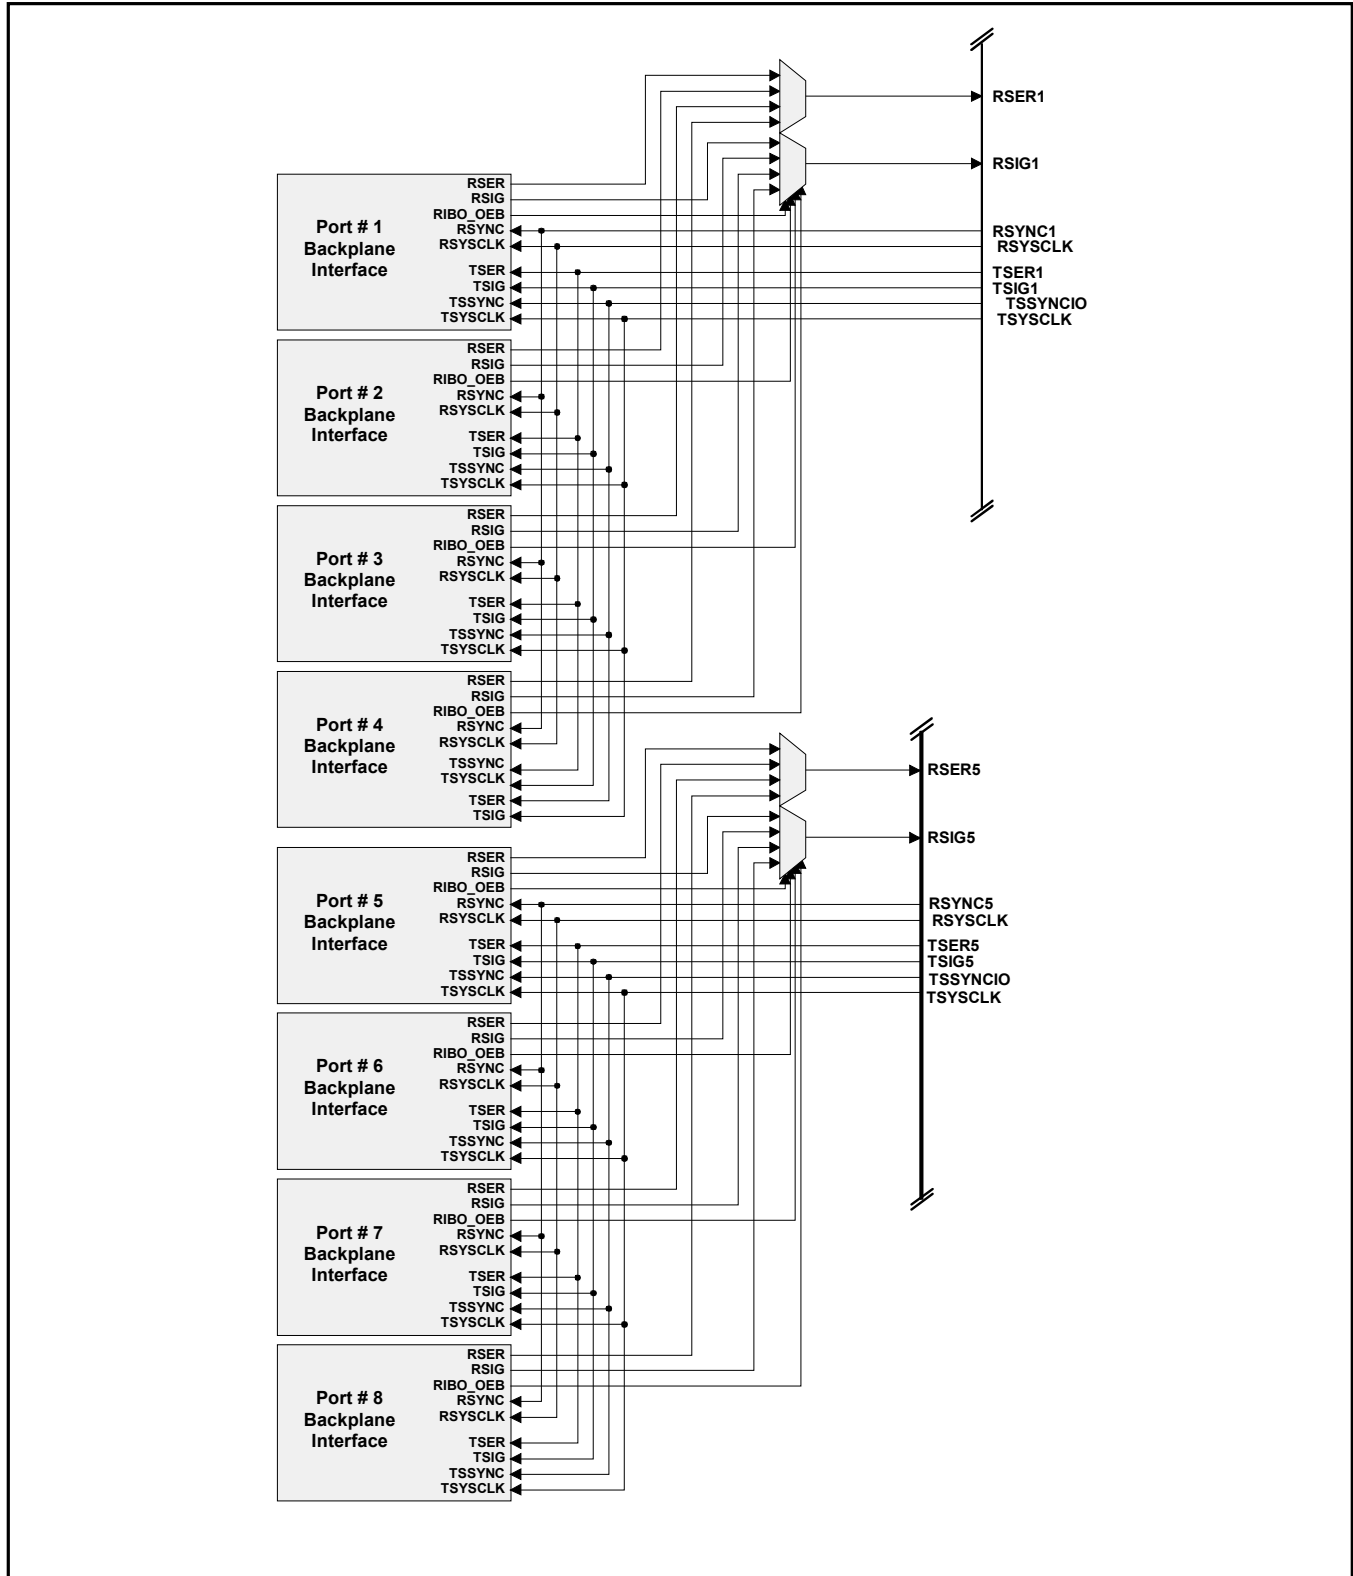 RSER1
RSIG1
Port # 1
Backplane
Interface
RSER
RSIG
RIBO_OEB
RSYNC
RSYSCLK
TSER
TSIG
TSSYNC
TSYSCLK
RSYNC1
RSYSCLK
TSER1
TSIG1
TSSYNCIO
TSYSCLK
Port # 2
Backplane
Interface
RSER
RSIG
RIBO_OEB
RSYNC
RSYSCLK
TSER
TSIG
TSSYNC
TSYSCLK
Port # 3
Backplane
Interface
RSER
RSIG
RIBO_OEB
RSYNC
RSYSCLK
TSER
TSIG
TSSYNC
TSYSCLK
Port # 4
Backplane
Interface
RSER
RSIG
RIBO_OEB
RSYNC
RSYSCLK
TSSYNC
TSYSCLK
TSER
TSIG
RSER5
RSIG5
Port # 5
Backplane
Interface
RSER
RSIG
RIBO_OEB
RSYNC
RSYSCLK
TSER
TSIG
TSSYNC
TSYSCLK
RSYNC5
RSYSCLK
TSER5
TSIG5
TSSYNCIO
TSYSCLK
Port # 6
Backplane
Interface
RSER
RSIG
RIBO_OEB
RSYNC
RSYSCLK
TSER
TSIG
TSSYNC
TSYSCLK
Port # 7
Backplane
Interface
RSER
RSIG
RIBO_OEB
RSYNC
RSYSCLK
TSER
TSIG
TSSYNC
TSYSCLK
Port # 8
Backplane
Interface
RSER
RSIG
RIBO_OEB
RSYNC
RSYSCLK
TSER
TSIG
TSSYNC
TSYSCLK